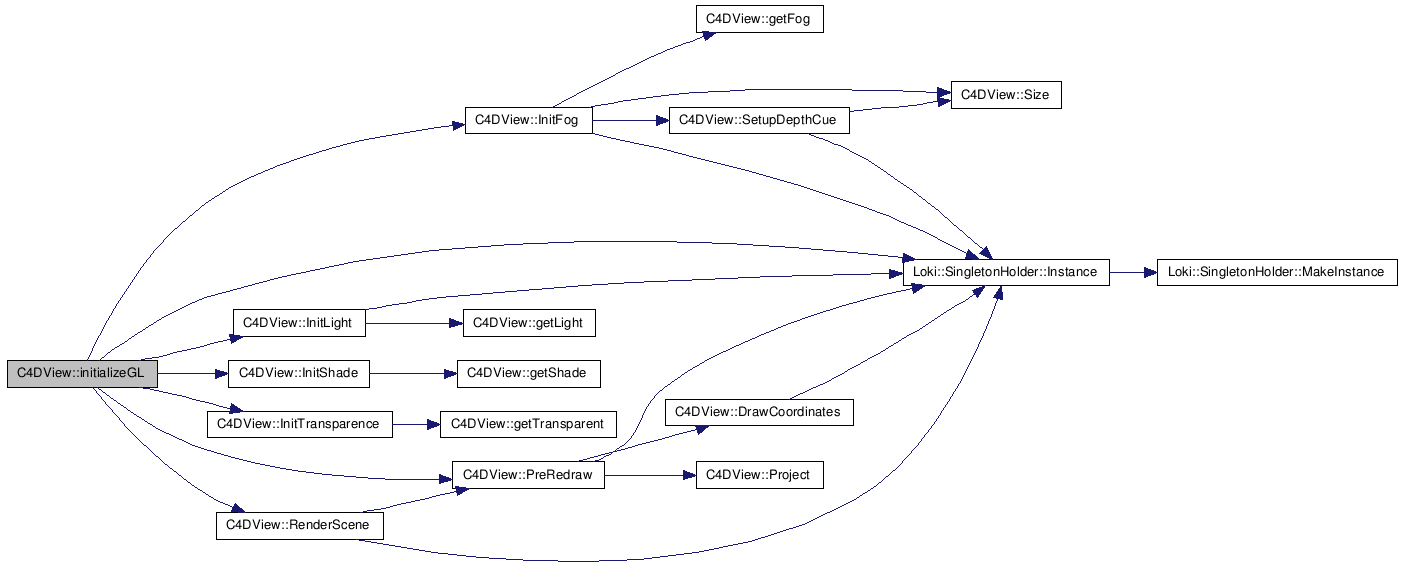 C4DView::getFog
C4DView::Size
C4DView::InitFog
C4DView::SetupDepthCue
Loki::SingletonHolder::Instance
Loki::SingletonHolder::MakeInstance
C4DView::InitLight
C4DView::getLight
C4DView::initializeGL
C4DView::InitShade
C4DView::getShade
C4DView::DrawCoordinates
C4DView::InitTransparence
C4DView::getTransparent
C4DView::PreRedraw
C4DView::Project
C4DView::RenderScene